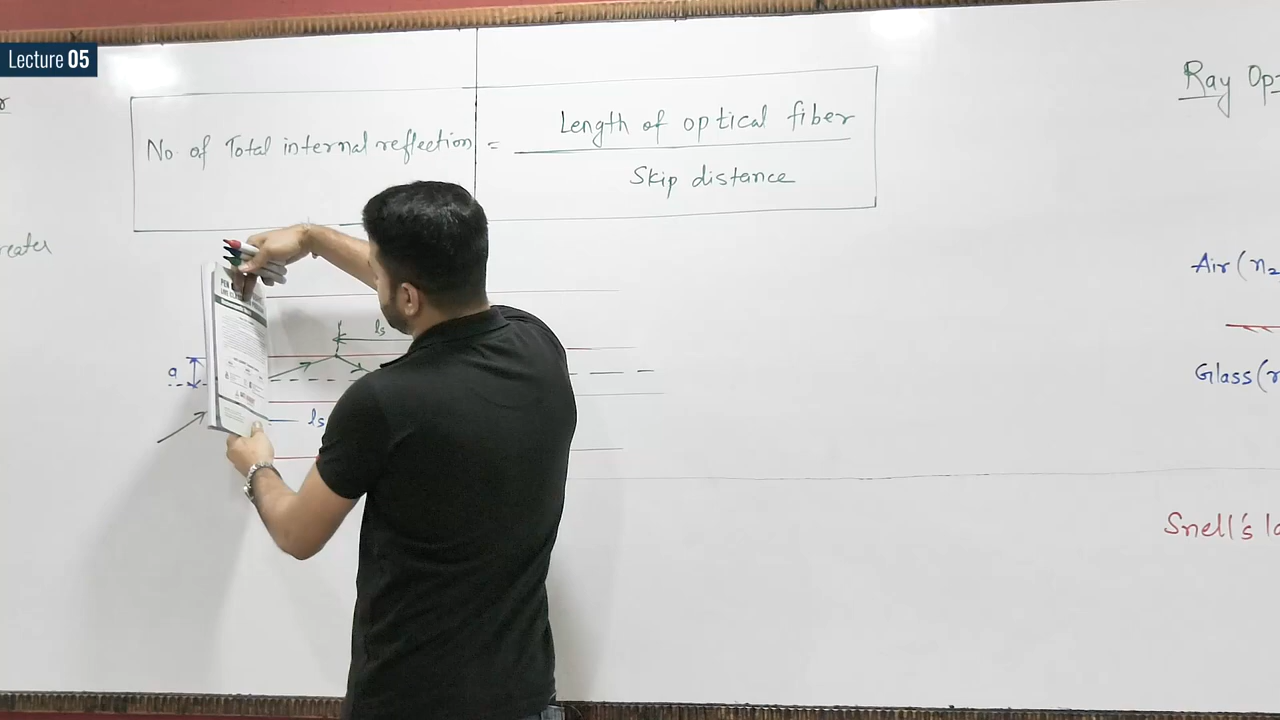 Lecture 05
No. of Total internal reflection = Length of optical fiber
Skip distance
Ray
ls
a
ls
Air (n2
Glass (
Snell's